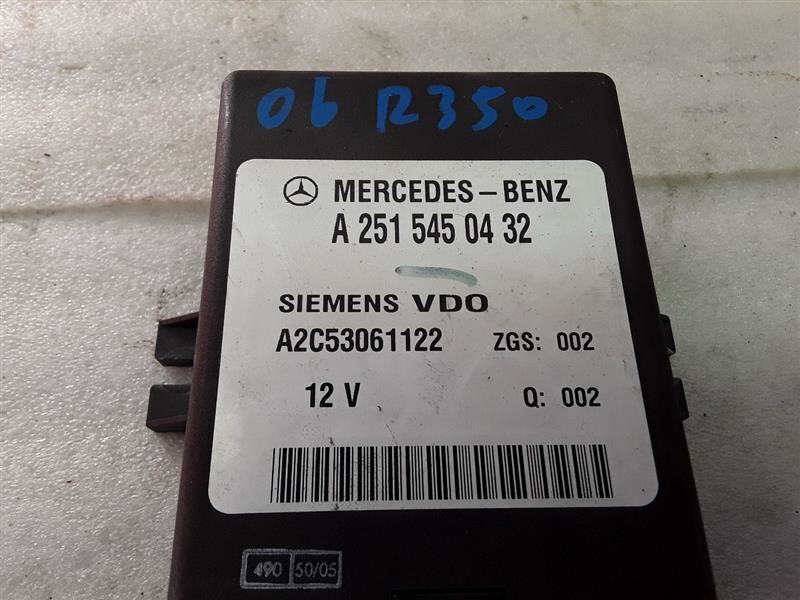 06 R350
MERCEDES-BENZ
A 251 545 04 32
SIEMENS VDO
A2C53061122 ZGS: 002
12 V Q: 002
490 50/05